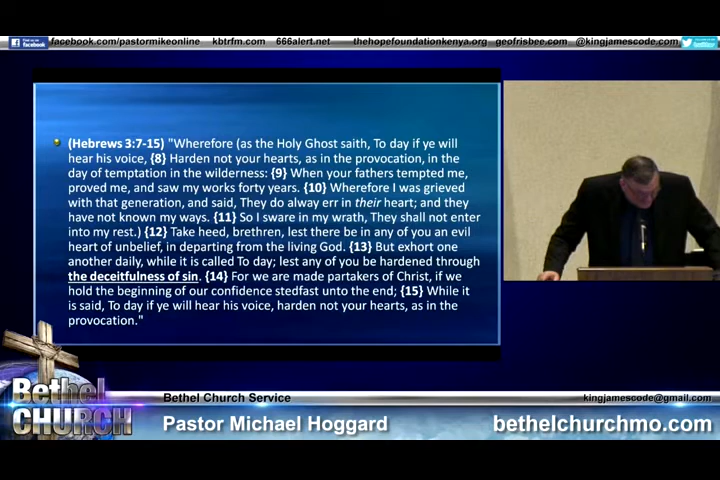 Find us on facebook
facebook.com/pastormikeonline kbtrfm.com 666alert.net thehopefoundationkenya.org geofrisbee.com @kingjamescode.com twitter
(Hebrews 3:7-15) "Wherefore (as the Holy Ghost saith, To day if ye will
hear his voice, {8} Harden not your hearts, as in the provocation, in the
day of temptation in the wilderness: {9} When your fathers tempted me,
proved me, and saw my works forty years. {10} Wherefore I was grieved
with that generation, and said, They do alway err in their heart; and they
have not known my ways. {11} So I sware in my wrath, They shall not enter
into my rest.) {12} Take heed, brethren, lest there be in any of you an evil
heart of unbelief, in departing from the living God. {13} But exhort one
another daily, while it is called To day; lest any of you be hardened through
the deceitfulness of sin. {14} For we are made partakers of Christ, if we
hold the beginning of our confidence stedfast unto the end; {15} While it
is said, To day if ye will hear his voice, harden not your hearts, as in the
provocation."
Bethel
CHURCH
Bethel Church Service kingjamescode@gmail.com
Pastor Michael Hoggard bethelchurchmo.com